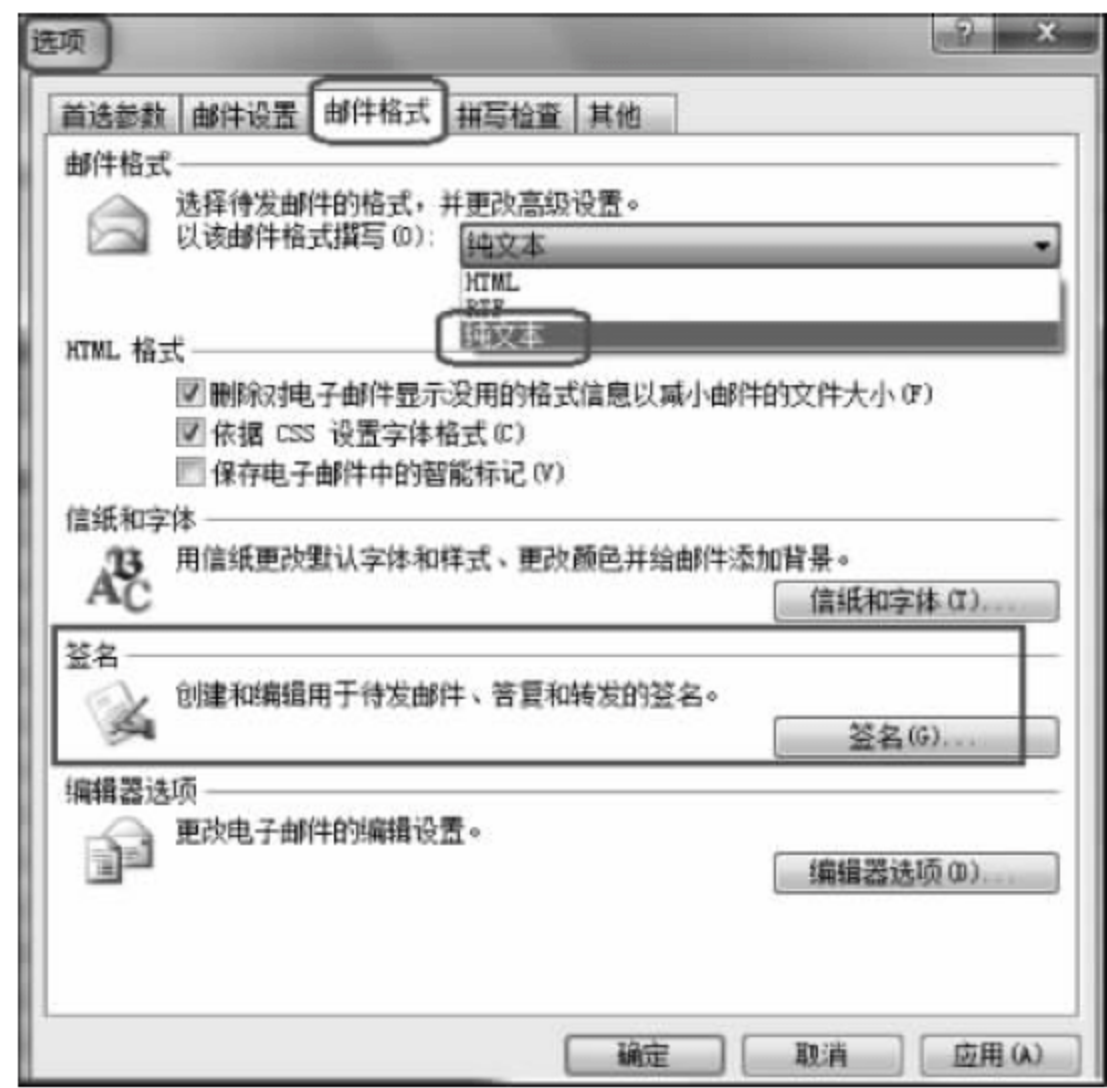 选项
首选参数 邮件设置 邮件格式 拼写检查 其他
邮件格式
选择待发邮件的格式，并更改高级设置。
以该邮件格式撰写(O)： 纯文本
HTML
RTF
纯文本
HTML 格式
删除对电子邮件显示没用的格式信息以减小邮件的文件大小(F)
依据 CSS 设置字体格式(C)
保存电子邮件中的智能标记(V)
信纸和字体
用信纸更改默认字体和样式、更改颜色并给邮件添加背景。
信纸和字体(T)...
签名
创建和编辑用于待发邮件、答复和转发的签名。
签名(G)...
编辑器选项
更改电子邮件的编辑设置。
编辑器选项(D)...
确定 取消 应用(A)